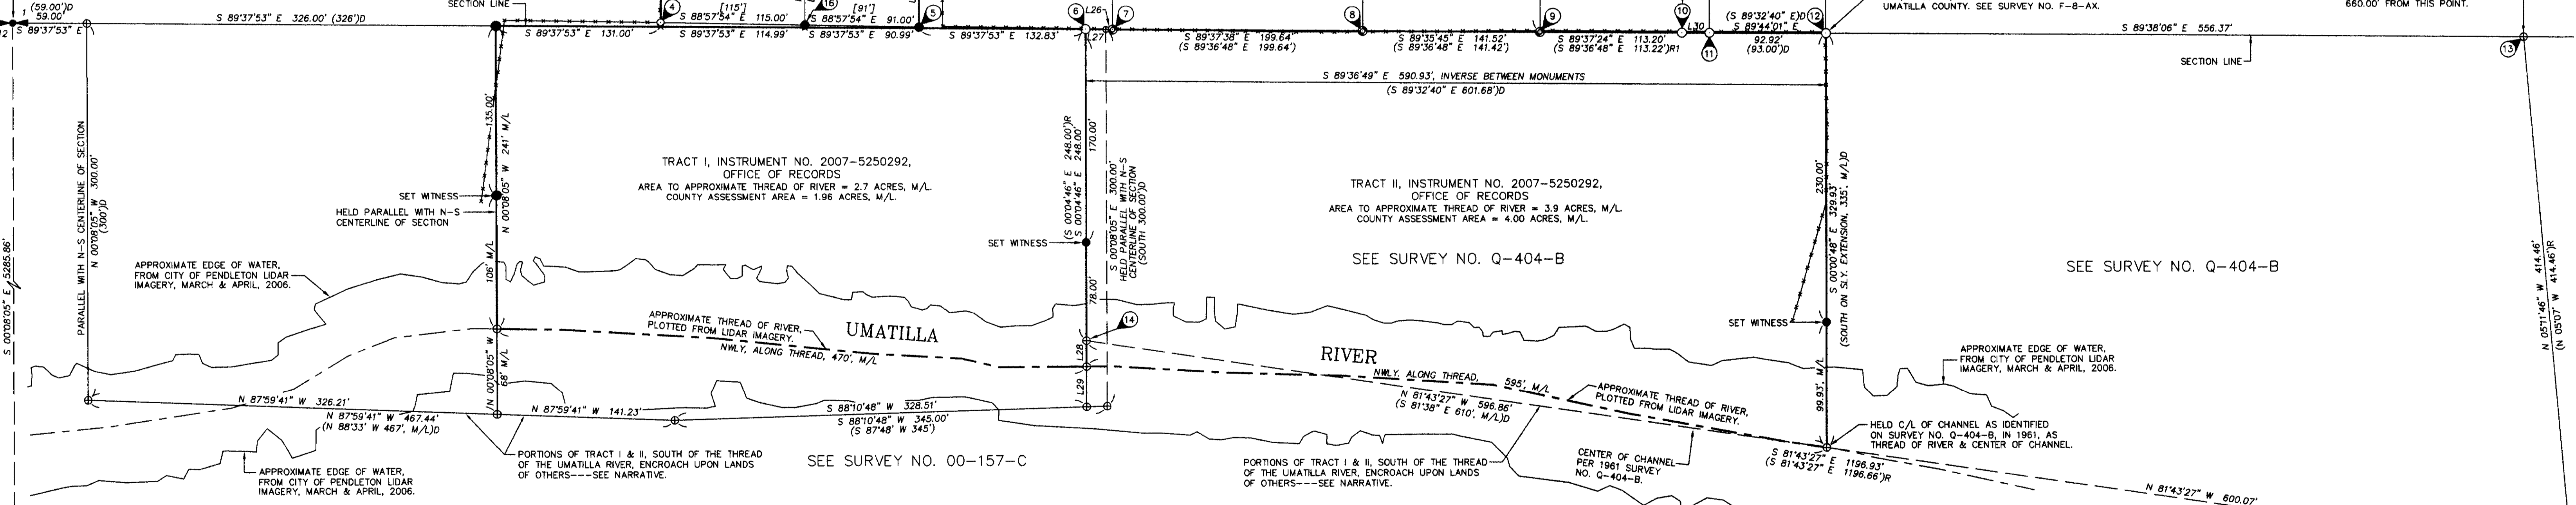 (59.00')D
1
59.00'
S 89°37'53" E
12
S 89°37'53" E 326.00' (326')D
SECTION LINE
S 89°37'53" E 131.00'
4
[115']
S 88°57'54" E 115.00'
S 89°37'53" E 114.99'
16
[91']
S 88°57'54" E 91.00'
S 89°37'53" E 90.99'
5
S 89°37'53" E 132.83'
L26
6
L27
7
S 89°37'38" E 199.64'
(S 89°36'48" E 199.64')
8
S 89°35'45" E 141.52'
(S 89°36'48" E 141.42')
9
S 89°37'24" E 113.20'
(S 89°36'48" E 113.22')R1
10
L30
11
(S 89°32'40" E)D
S 89°44'01" E
92.92'
(93.00')D
12
UMATILLA COUNTY. SEE SURVEY NO. F-8-AX.
660.00' FROM THIS POINT.
S 89°38'06" E 556.37'
SECTION LINE
13
S 89°36'49" E 590.93', INVERSE BETWEEN MONUMENTS
(S 89°32'40" E 601.68')D
S 00°08'05" E 5285.86'
PARALLEL WITH N-S CENTERLINE OF SECTION
N 00°08'05" W 300.00'
(300')D
135.00'
N 00°08'05" W 241' M/L
SET WITNESS
HELD PARALLEL WITH N-S
CENTERLINE OF SECTION
106' M/L
TRACT I, INSTRUMENT NO. 2007-5250292,
OFFICE OF RECORDS
AREA TO APPROXIMATE THREAD OF RIVER = 2.7 ACRES, M/L.
COUNTY ASSESSMENT AREA = 1.96 ACRES, M/L.
(S 00°04'46" E 248.00')R
S 00°04'46" E 248.00'
170.00'
SET WITNESS
78.00'
S 00°08'05" E 300.00'
HELD PARALLEL WITH N-S
CENTERLINE OF SECTION
(SOUTH 300.00')D
TRACT II, INSTRUMENT NO. 2007-5250292,
OFFICE OF RECORDS
AREA TO APPROXIMATE THREAD OF RIVER = 3.9 ACRES, M/L.
COUNTY ASSESSMENT AREA = 4.00 ACRES, M/L.
SEE SURVEY NO. Q-404-B
230.00'
S 00°00'48" E 329.93'
(SOUTH ON SLY. EXTENSION, 335', M/L)D
SET WITNESS
99.93', M/L
SEE SURVEY NO. Q-404-B
N 05°11'46" W 414.46'
(N 05°07' W 414.46')R
APPROXIMATE EDGE OF WATER,
FROM CITY OF PENDLETON LIDAR
IMAGERY, MARCH & APRIL, 2006.
APPROXIMATE THREAD OF RIVER,
PLOTTED FROM LIDAR IMAGERY.
NWLY, ALONG THREAD, 470', M/L
UMATILLA
RIVER
14
L28
L29
NWLY. ALONG THREAD, 595', M/L
N 81°43'27" W 596.86'
(S 81°38" E 610', M/L)D
APPROXIMATE THREAD OF RIVER,
PLOTTED FROM LIDAR IMAGERY.
APPROXIMATE EDGE OF WATER,
FROM CITY OF PENDLETON LIDAR
IMAGERY, MARCH & APRIL, 2006.
(N 00°08'05" W
68' M/L
N 87°59'41" W 326.21'
N 87°59'41" W 467.44'
(N 88°33' W 467', M/L)D
N 87°59'41" W 141.23'
S 88°10'48" W 328.51'
S 88°10'48" W 345.00'
(S 87°48' W 345')
APPROXIMATE EDGE OF WATER,
FROM CITY OF PENDLETON LIDAR
IMAGERY, MARCH & APRIL, 2006.
PORTIONS OF TRACT I & II, SOUTH OF THE THREAD
OF THE UMATILLA RIVER, ENCROACH UPON LANDS
OF OTHERS---SEE NARRATIVE.
SEE SURVEY NO. 00-157-C
PORTIONS OF TRACT I & II, SOUTH OF THE THREAD
OF THE UMATILLA RIVER, ENCROACH UPON LANDS
OF OTHERS---SEE NARRATIVE.
CENTER OF CHANNEL
PER 1961 SURVEY
NO. Q-404-B.
HELD C/L OF CHANNEL AS IDENTIFIED
ON SURVEY NO. Q-404-B, IN 1961, AS
THREAD OF RIVER & CENTER OF CHANNEL.
S 81°43'27" E 1196.93'
(S 81°43'27" E 1196.66')R
N 81°43'27" W 600.07'